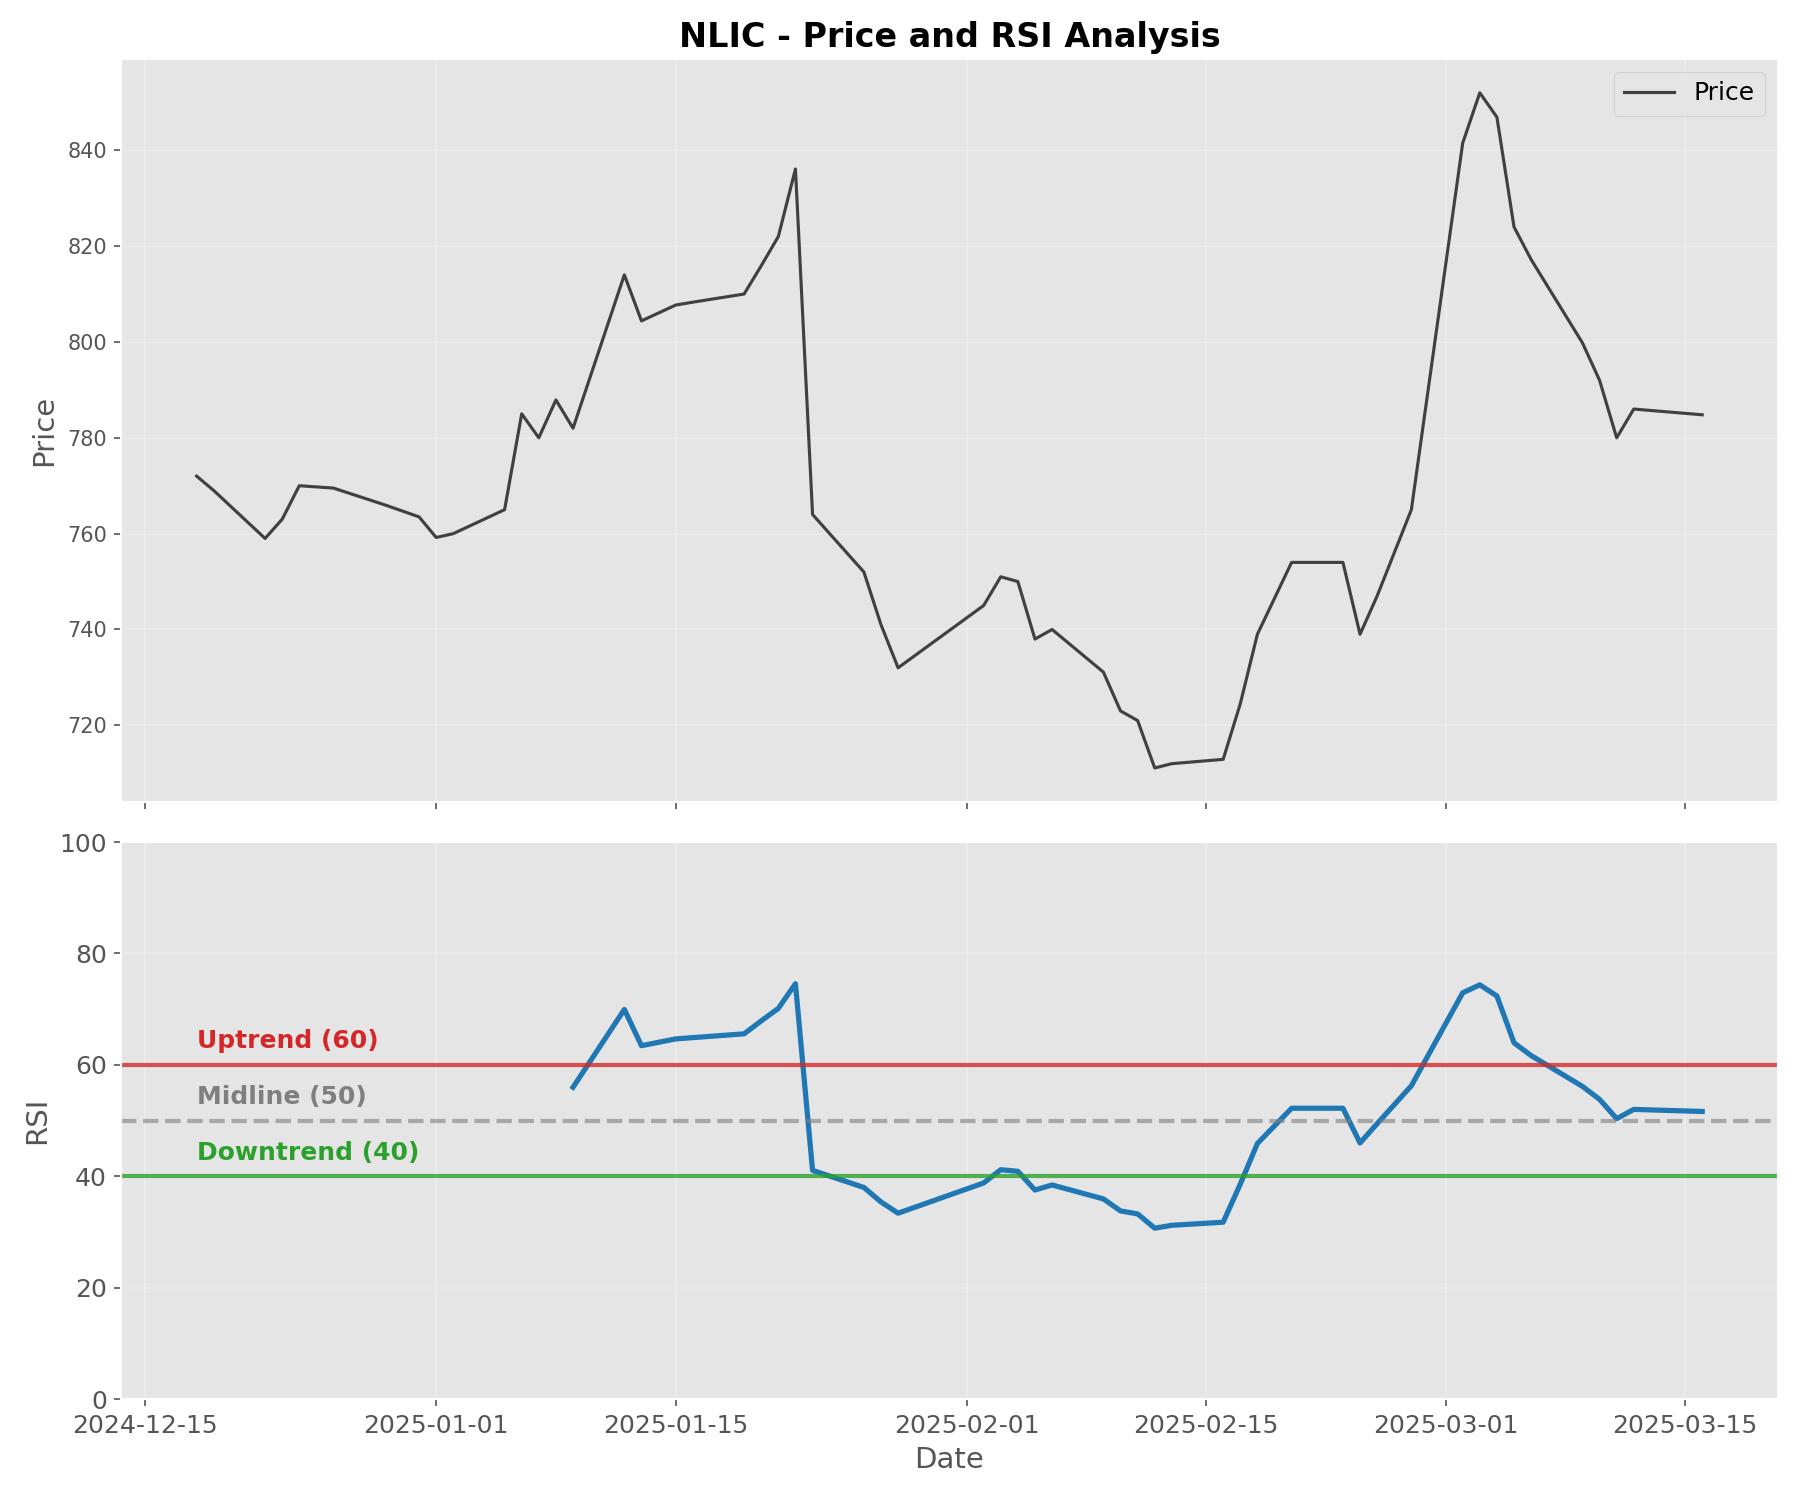 NLIC - Price and RSI Analysis
Price
840
820
800
780
760
740
720
Price
100
80
60
40
20
0
RSI
Uptrend (60)
Midline (50)
Downtrend (40)
2024-12-15 2025-01-01 2025-01-15 2025-02-01 2025-02-15 2025-03-01 2025-03-15
Date